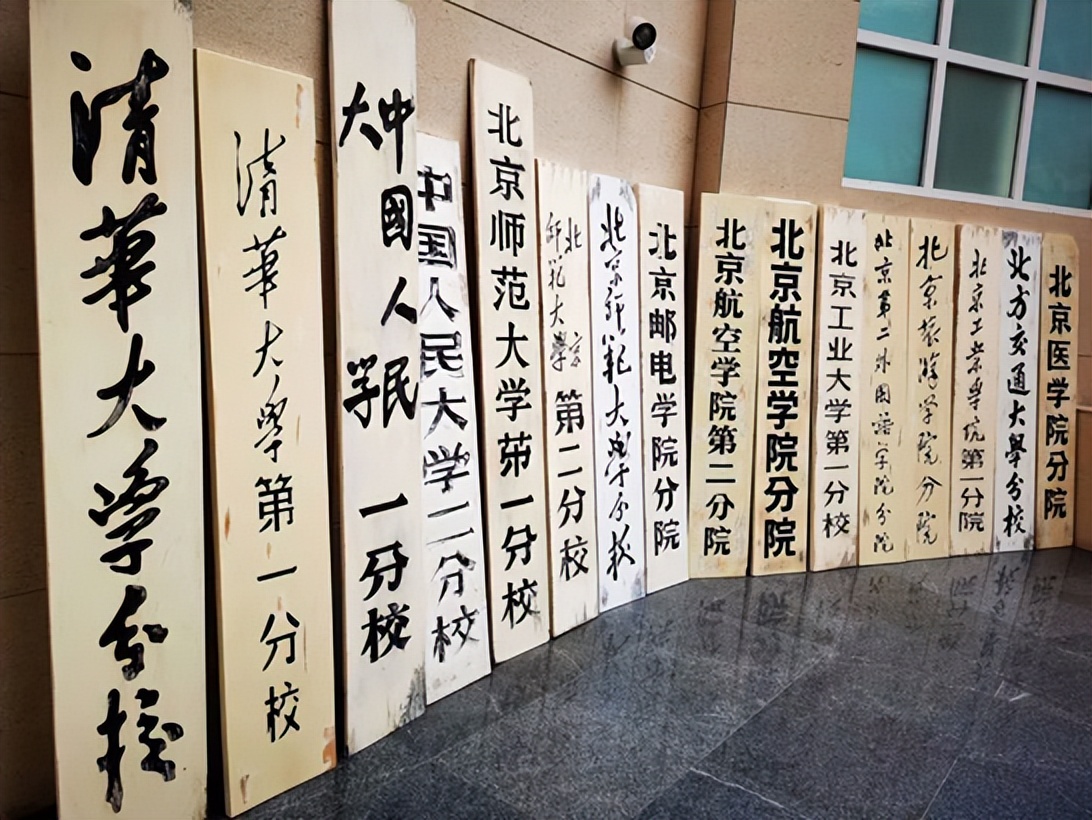 清華大学分校
清華大學第一分校
中國人民
大学
一分校
中国人民大学二分校
北京师范大学苐一分校
北京
師範大學
第二分校
北京師範大學分校
北京邮电学院分院
北京航空学院第二分院
北京航空学院分院
北京工业大学第一分校
北京第二外国語学院分院
北京旅游学院分院
北京工業学院第一分院
北方交通大學分校
北京医学院分院